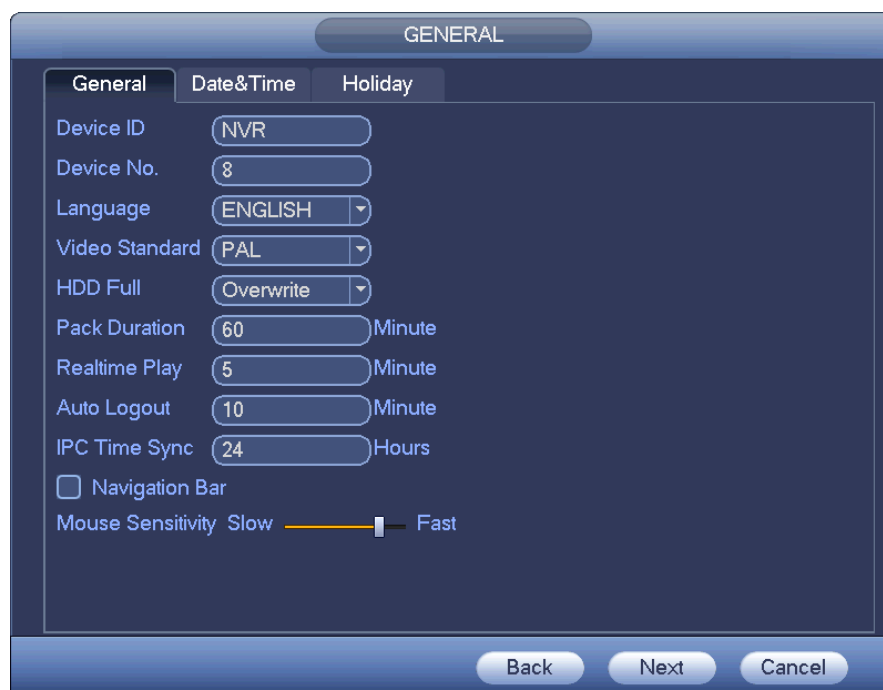 GENERAL
General Date&Time Holiday
Device ID NVR
Device No. 8
Language ENGLISH
Video Standard PAL
HDD Full Overwrite
Pack Duration 60 Minute
Realtime Play 5 Minute
Auto Logout 10 Minute
IPC Time Sync 24 Hours
Navigation Bar
Mouse Sensitivity Slow Fast
Back Next Cancel